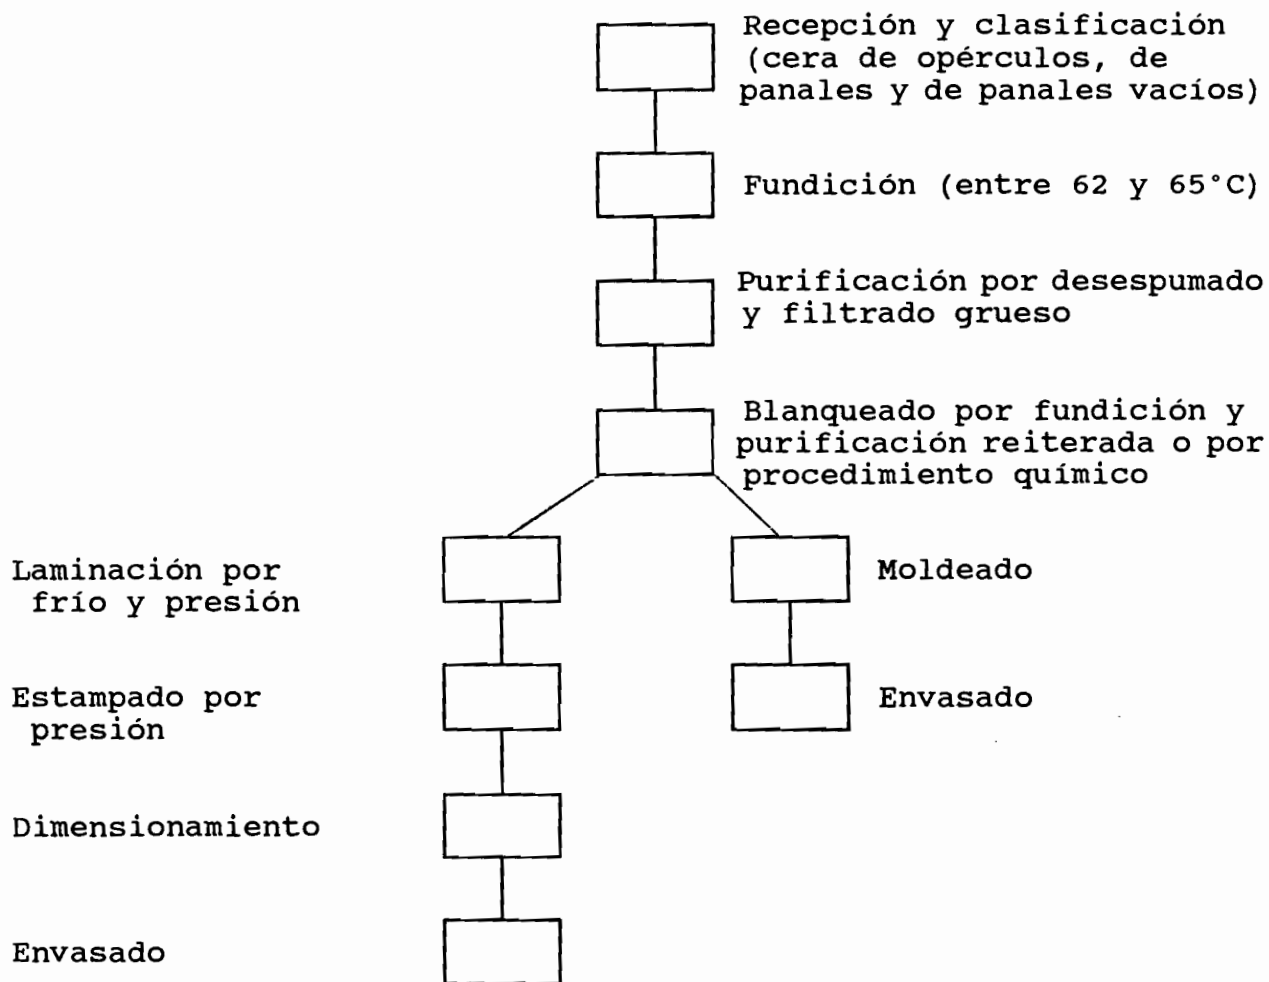 Recepción y clasificación
(cera de opérculos, de
panales y de panales vacíos)
Fundición (entre 62 y 65°C)
Purificación por desespumado
y filtrado grueso
Blanqueado por fundición y
purificación reiterada o por
procedimiento químico
Laminación por
frío y presión
Moldeado
Estampado por
presión
Envasado
Dimensionamiento
Envasado